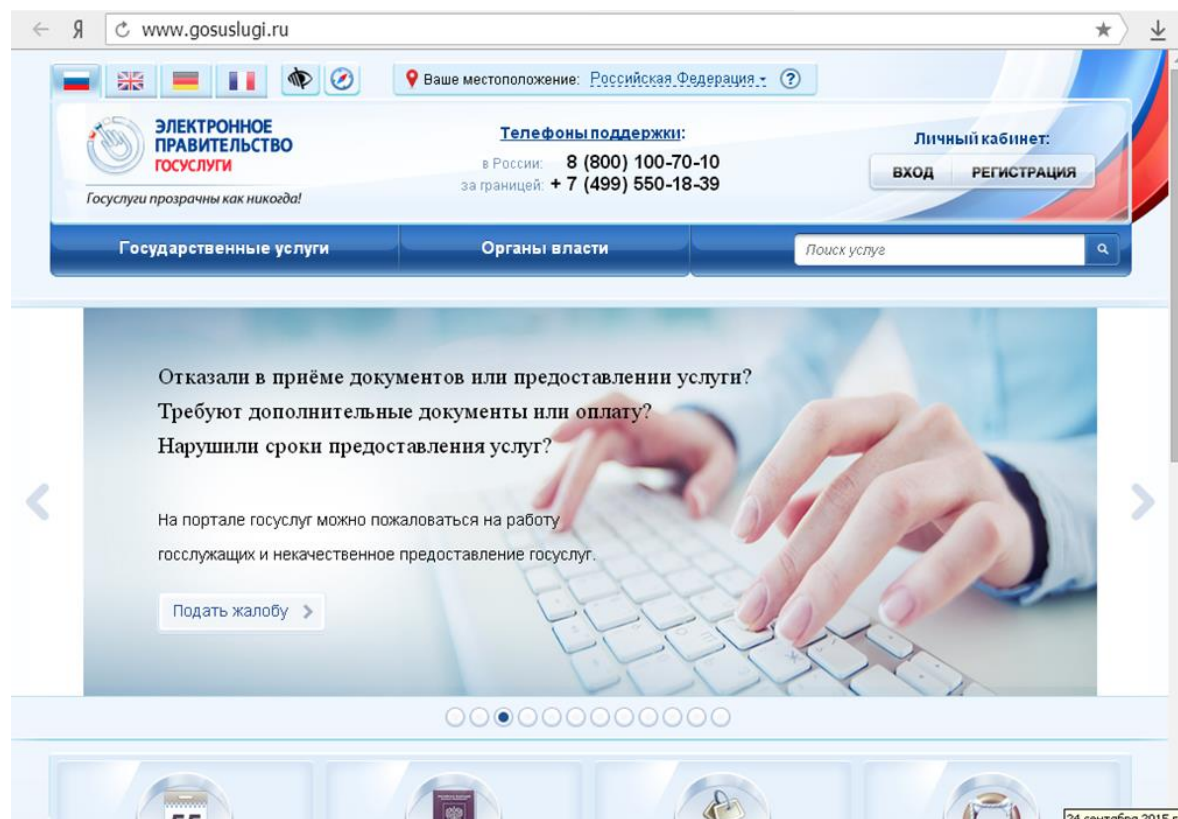 Я www.gosuslugi.ru
Ваше местоположение: Российская Федерация ?
ЭЛЕКТРОННОЕ
ПРАВИТЕЛЬСТВО
ГОСУСЛУГИ
Госуслуги прозрачны как никогда!
Телефоны поддержки:
в России: 8 (800) 100-70-10
за границей: + 7 (499) 550-18-39
Личный кабинет:
ВХОД РЕГИСТРАЦИЯ
Государственные услуги Органы власти Поиск услуг
Отказали в приёме документов или предоставлении услуги?
Требуют дополнительные документы или оплату?
Нарушили сроки предоставления услуг?
На портале госуслуг можно пожаловаться на работу
госслужащих и некачественное предоставление госуслуг.
Подать жалобу
24 сентября 2015 г